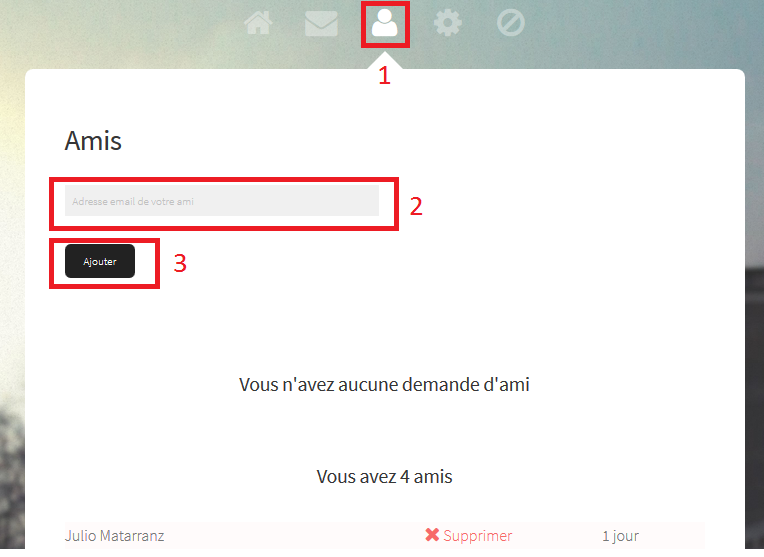 1
Amis
Adresse email de votre ami
2
Ajouter
3
Vous n'avez aucune demande d'ami
Vous avez 4 amis
Julio Matarranz Supprimer 1 jour